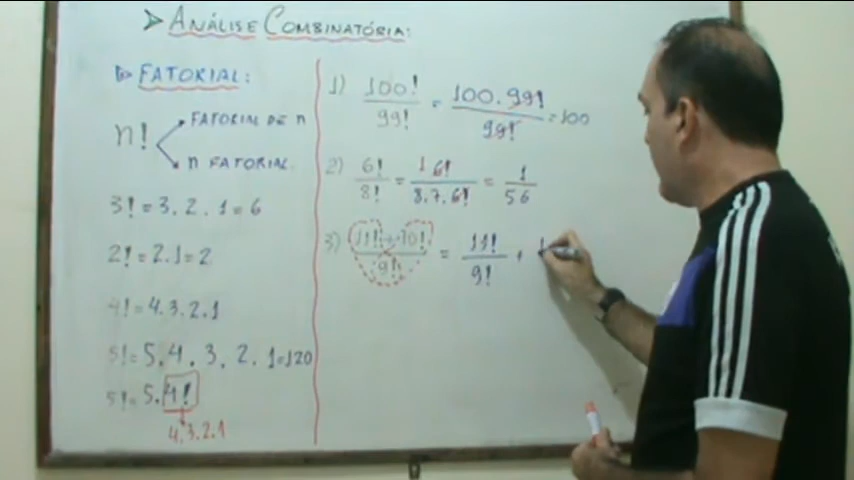 ➤ ANÁLISE COMBINATÓRIA:
▷ FATORIAL:
n!
FATORIAL DE n
n FATORIAL.
3! = 3. 2. 1 = 6
2! = 2.1 = 2
4! = 4.3.2.1
5! = 5. 4. 3. 2. 1 = 120
5! = 5. 4!
4.3.2.1
1) 100! / 99! = 100. 99! / 99! = 100
2) 6! / 8! = 1 6! / 8.7.6! = 1 / 56
3) 11! + 10! / 9! = 11! / 9! + 1